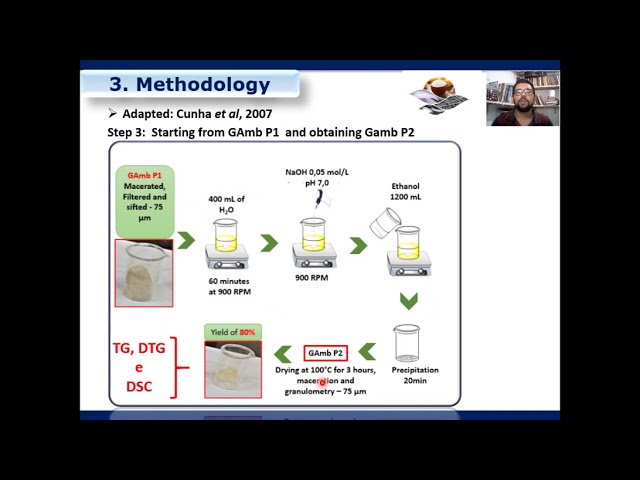 3. Methodology
➢ Adapted: Cunha et al, 2007
Step 3: Starting from GAmb P1 and obtaining Gamb P2
GAmb P1
Macerated,
Filtered and
sifted - 75
µm
400 mL of
H2O
60 minutes
at 900 RPM
NaOH 0,05 mol/L
pH 7,0
900 RPM
Ethanol
1200 mL
Precipitation
20min
GAmb P2
Drying at 100°C for 3 hours,
maceration and
granulometry – 75 µm
Yield of 80%
TG, DTG
e
DSC